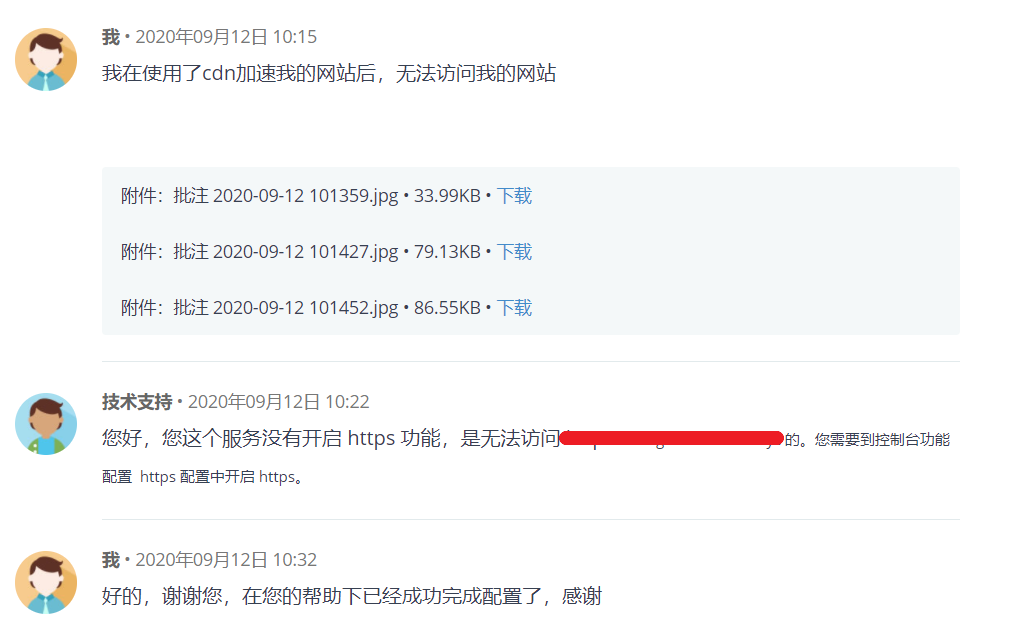 我 • 2020年09月12日 10:15
我在使用了cdn加速我的网站后，无法访问我的网站
附件：批注 2020-09-12 101359.jpg • 33.99KB • 下载
附件：批注 2020-09-12 101427.jpg • 79.13KB • 下载
附件：批注 2020-09-12 101452.jpg • 86.55KB • 下载
技术支持 • 2020年09月12日 10:22
您好，您这个服务没有开启 https 功能，是无法访问的。您需要到控制台功能
配置 https 配置中开启 https。
我 • 2020年09月12日 10:32
好的，谢谢您，在您的帮助下已经成功完成配置了，感谢